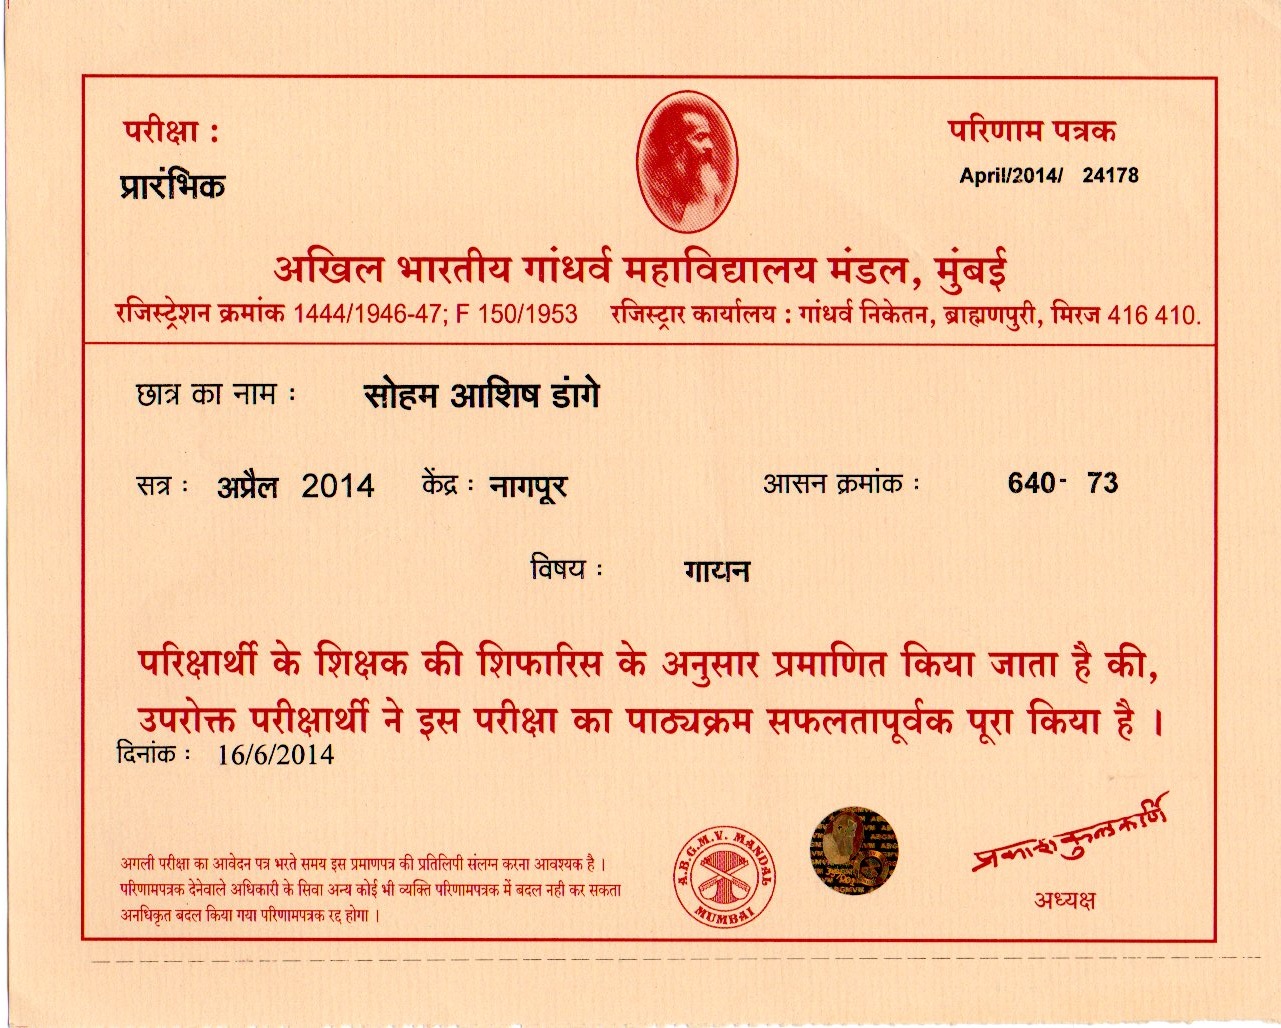 परीक्षा :
परिणाम पत्रक
प्रारंभिक
April/2014/ 24178
अखिल भारतीय गांधर्व महाविद्यालय मंडल, मुंबई
रजिस्ट्रेशन क्रमांक 1444/1946-47; F 150/1953 रजिस्ट्रार कार्यालय : गांधर्व निकेतन, ब्राह्मणपुरी, मिरज 416 410.
छात्र का नाम : सोहम आशिष डांगे
सत्र : अप्रैल 2014 केंद्र : नागपूर आसन क्रमांक : 640- 73
विषय : गायन
परिक्षार्थी के शिक्षक की शिफारिस के अनुसार प्रमाणित किया जाता है की,
उपरोक्त परीक्षार्थी ने इस परीक्षा का पाठ्यक्रम सफलतापूर्वक पूरा किया है ।
दिनांक : 16/6/2014
अगली परीक्षा का आवेदन पत्र भरते समय इस प्रमाणपत्र की प्रतिलिपी संलग्न करना आवश्यक है ।
परिणामपत्रक देनेवाले अधिकारी के सिवा अन्य कोई भी व्यक्ति परिणामपत्रक में बदल नही कर सकता
अनधिकृत बदल किया गया परिणामपत्रक रद्द होगा ।
A.B.G.M.V. MANDAL
MUMBAI
प्रकाश कुलकर्णि
अध्यक्ष